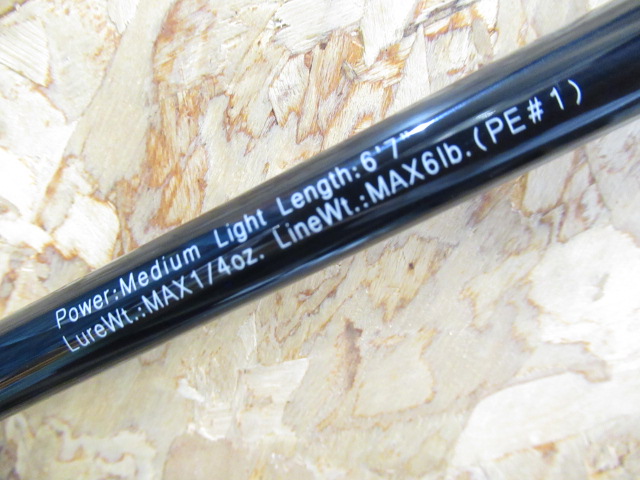 Power:Medium Light Length:6'7"
LureWt.:MAX1/4oz. LineWt.:MAX6lb.(PE#1)